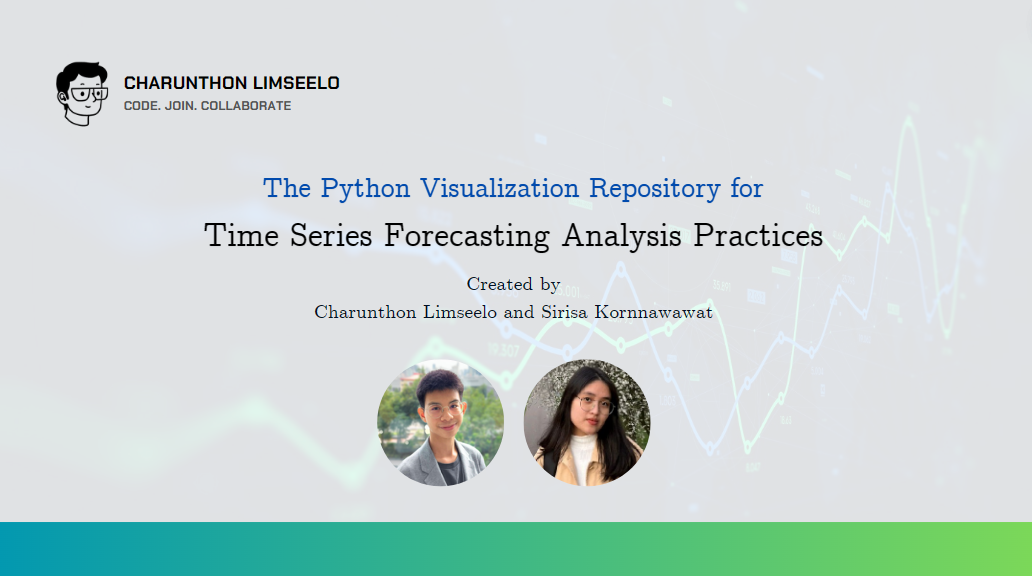 CHARUNTHON LIMSEELO
CODE. JOIN. COLLABORATE
The Python Visualization Repository for
Time Series Forecasting Analysis Practices
Created by
Charunthon Limseelo and Sirisa Kornnawawat